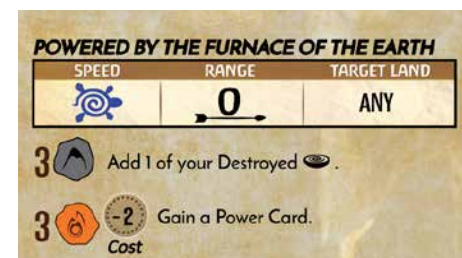 POWERED BY THE FURNACE OF THE EARTH
SPEED RANGE TARGET LAND
0 ANY
3 Add 1 of your Destroyed .
3 -2 Gain a Power Card.
Cost